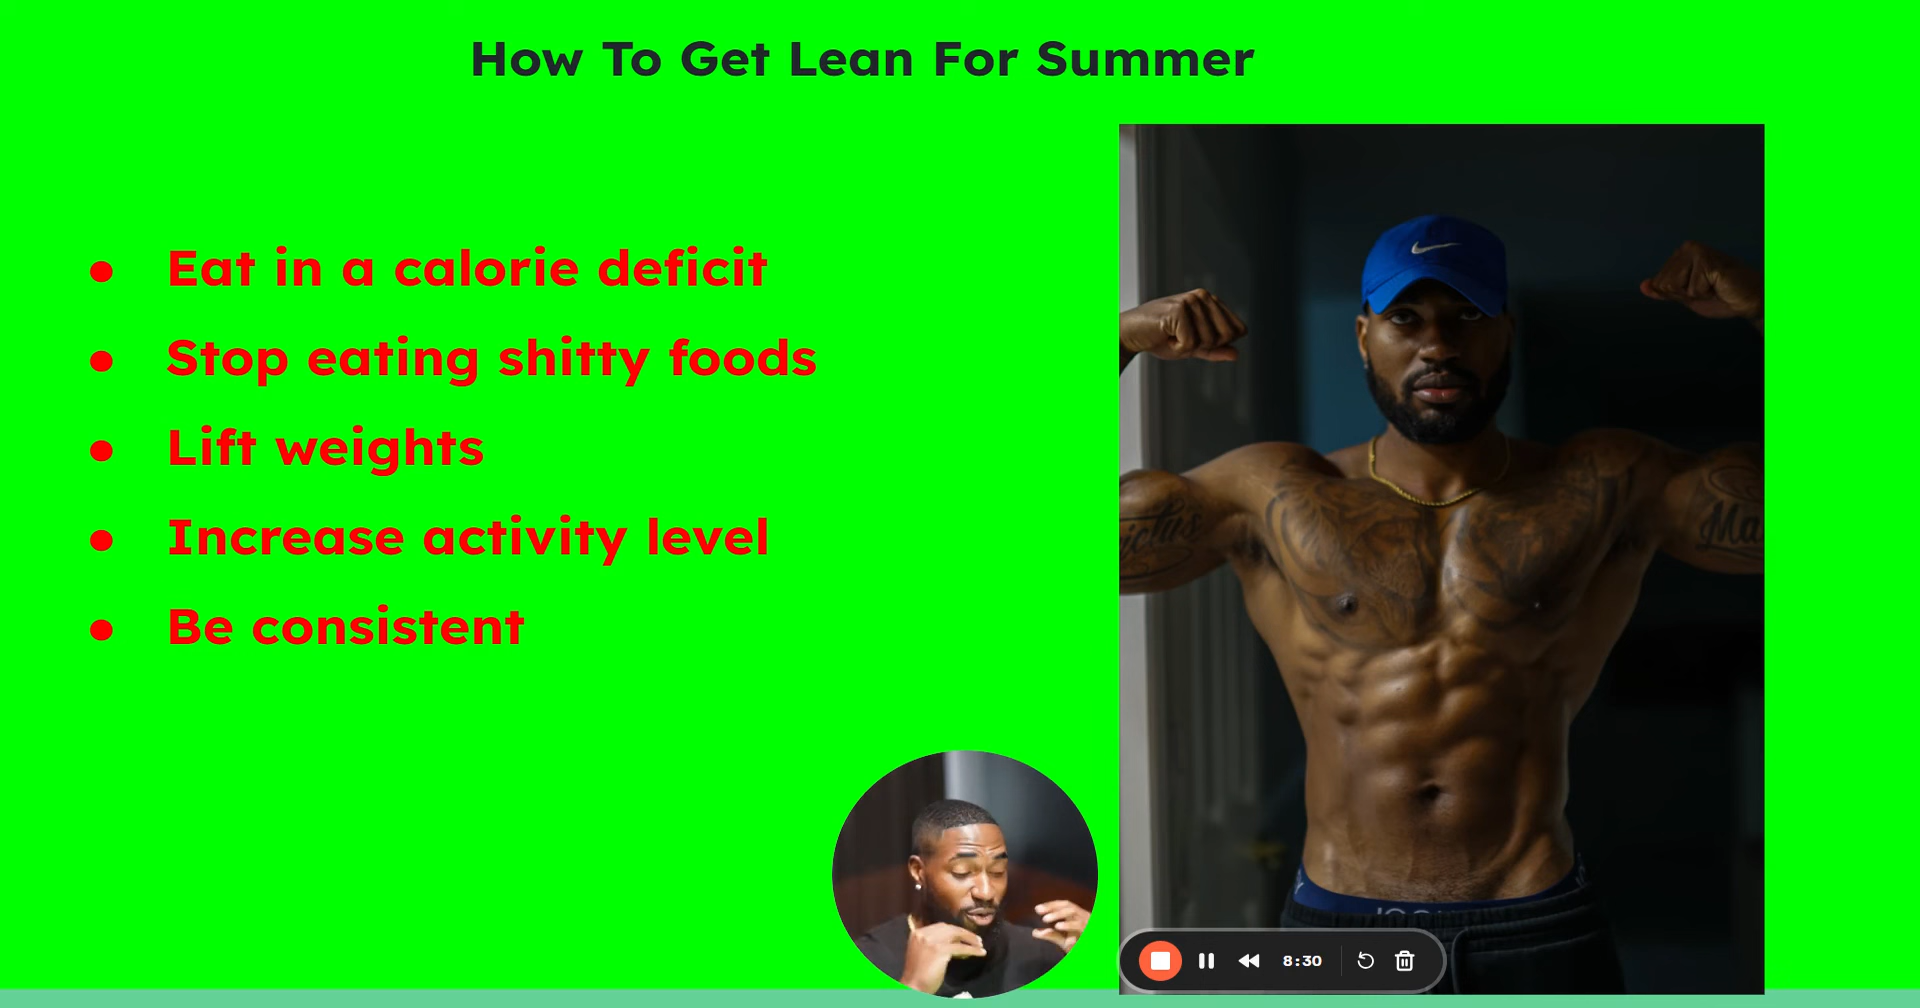 How To Get Lean For Summer
● Eat in a calorie deficit
● Stop eating shitty foods
● Lift weights
● Increase activity level
● Be consistent
Ma
8:30